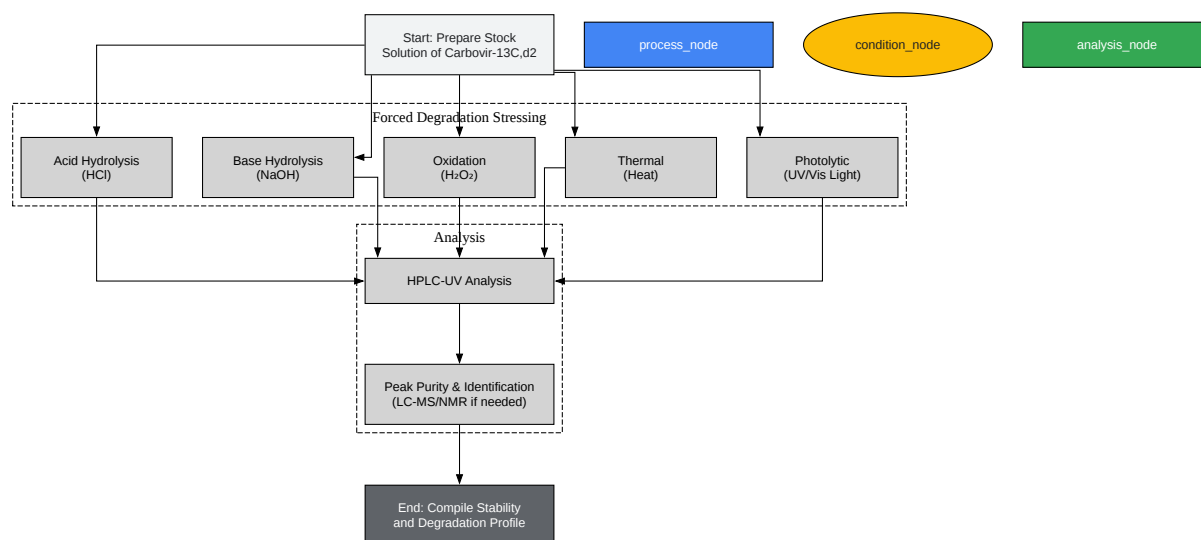 Start: Prepare Stock
Solution of Carbovir-13C,d2
process_node
condition_node
analysis_node
Forced Degradation Stressing
Acid Hydrolysis
(HCl)
Base Hydrolysis
(NaOH)
Oxidation
(H₂O₂)
Thermal
(Heat)
Photolytic
(UV/Vis Light)
Analysis
HPLC-UV Analysis
Peak Purity & Identification
(LC-MS/NMR if needed)
End: Compile Stability
and Degradation Profile